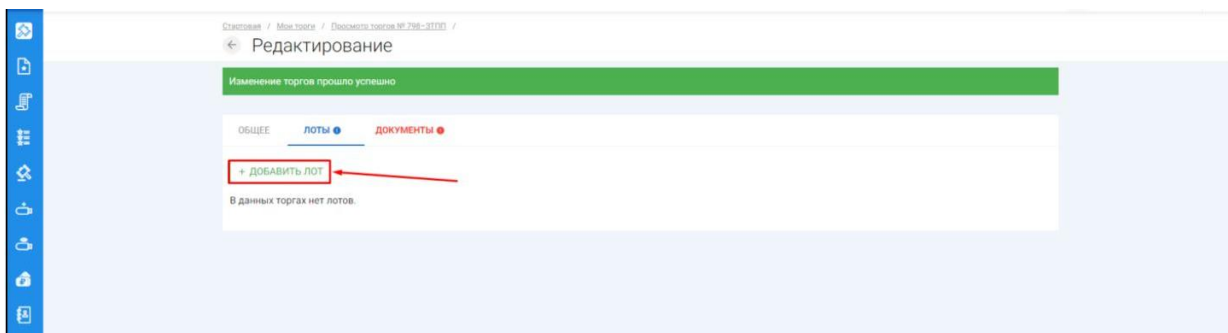 Стартовая / Мои торги / Просмотр торгов № 798-ЭТПП /
Редактирование
Изменение торгов прошло успешно
ОБЩЕЕ ЛОТЫ ДОКУМЕНТЫ
+ ДОБАВИТЬ ЛОТ
В данных торгах нет лотов.